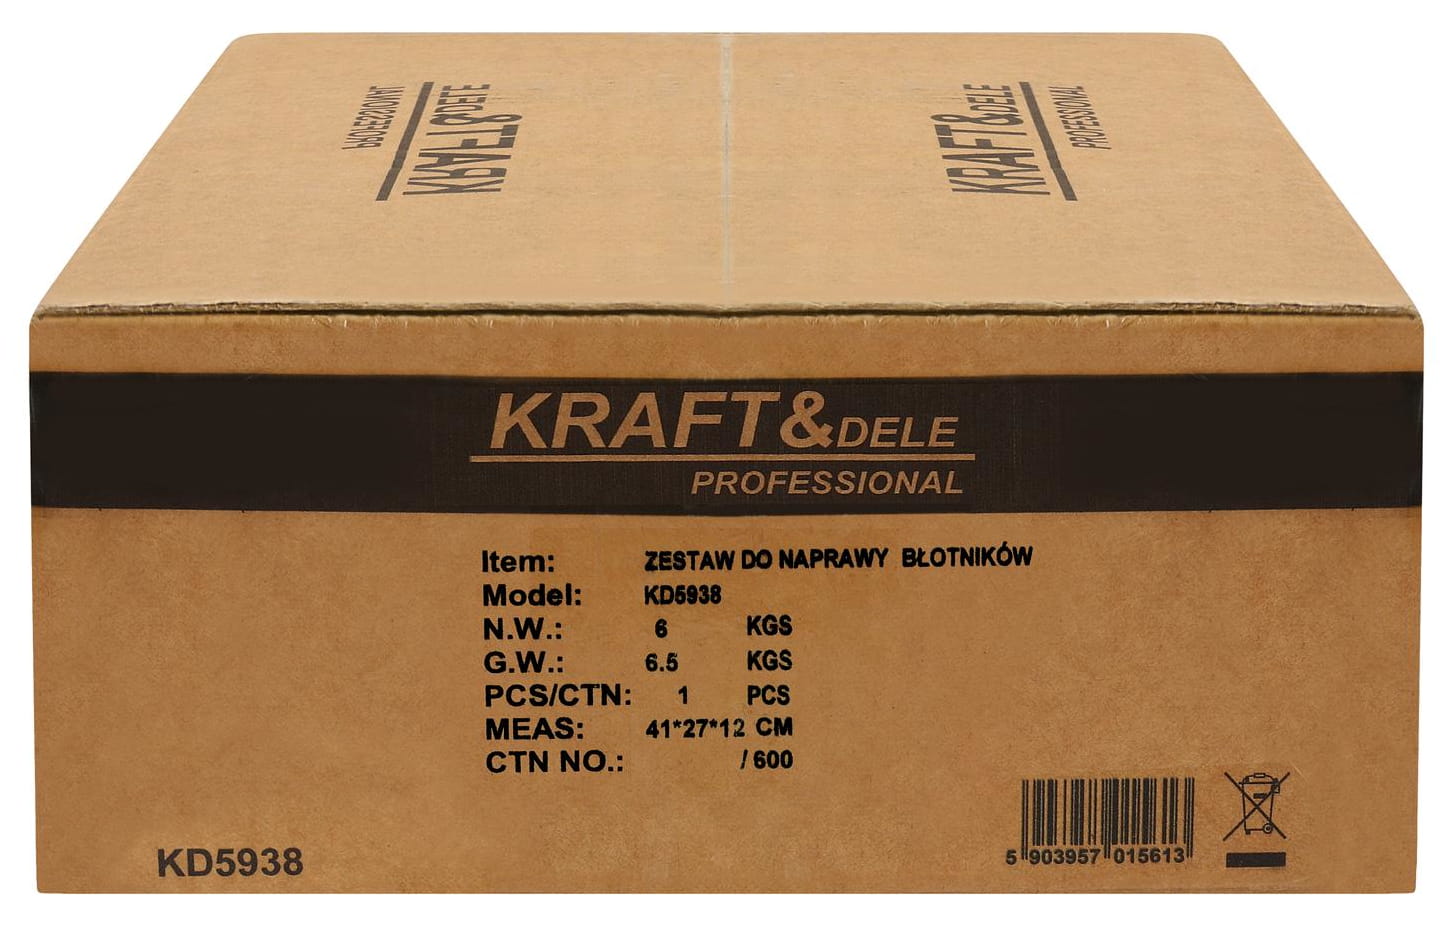 KRAFT&DELE
PROFESSIONAL
KRAFT&DELE
PROFESSIONAL
KRAFT&DELE
PROFESSIONAL
Item: ZESTAW DO NAPRAWY BŁOTNIKÓW
Model: KD5938
N.W.: 6 KGS
G.W.: 6.5 KGS
PCS/CTN: 1 PCS
MEAS: 41*27*12 CM
CTN NO.: / 600
KD5938
5 903957 015613